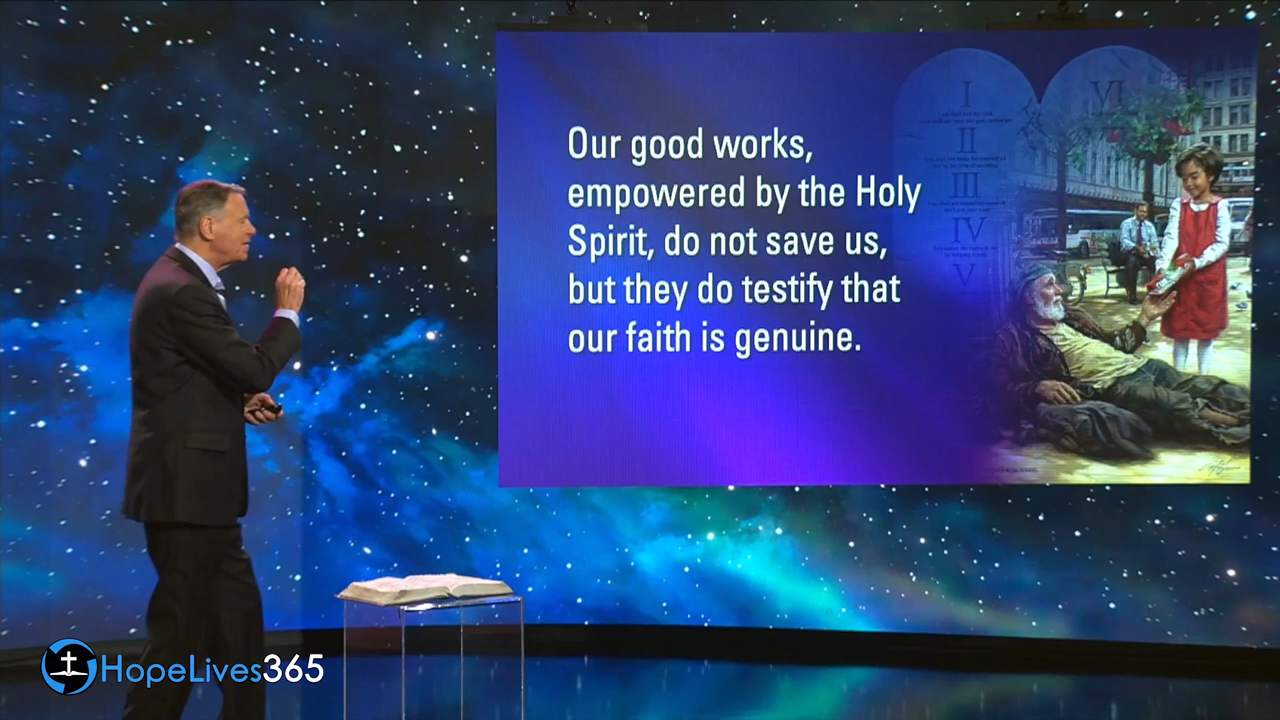 Our good works,
empowered by the Holy
Spirit, do not save us,
but they do testify that
our faith is genuine.
I
II
III
IV
V
VI
HopeLives365